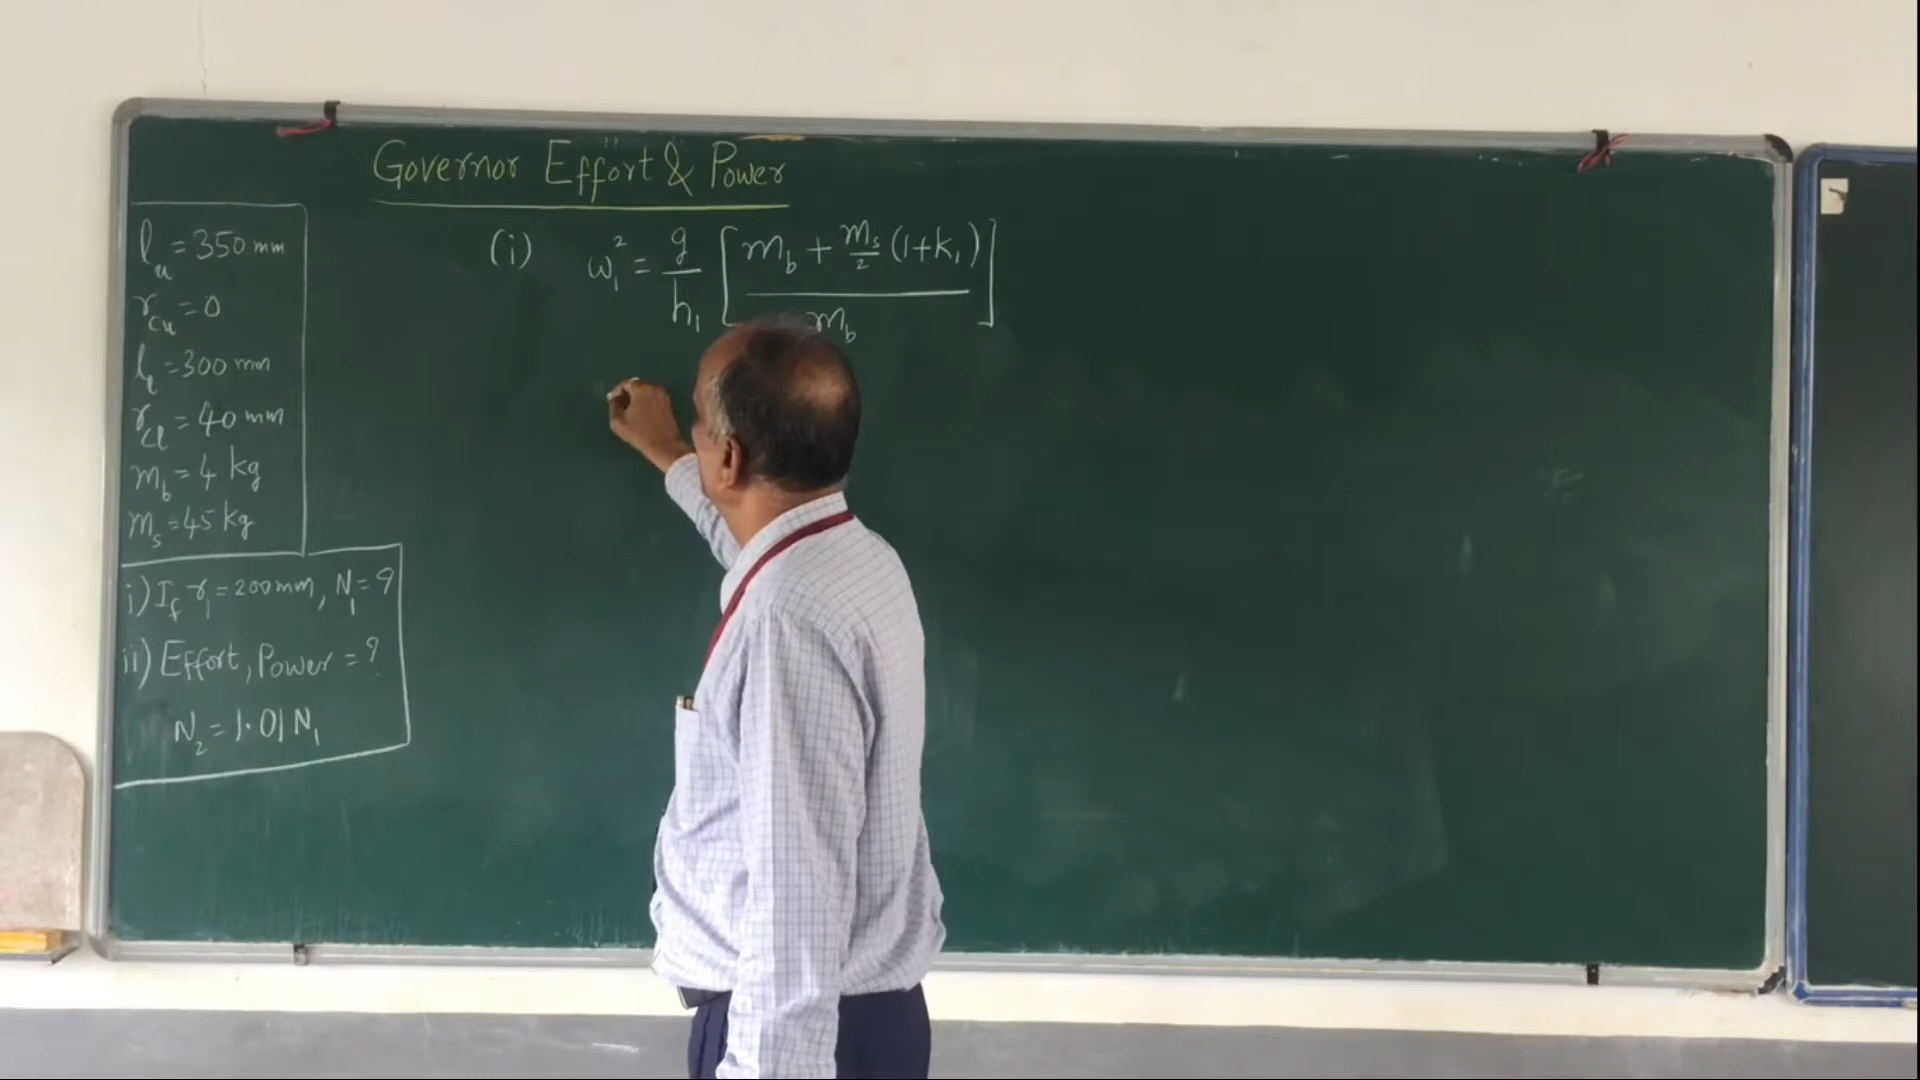 Governor Effort & Power
l_u = 350 mm
r_cu = 0
l_l = 300 mm
r_cl = 40 mm
m_b = 4 kg
m_s = 45 kg
i) If r_1 = 200 mm, N_1 = ?
ii) Effort, Power = ?
N_2 = 1.01 N_1
(i) ω_1^2 = g/h_1 [ (m_b + m_s/2 (1+k_1)) / m_b ]